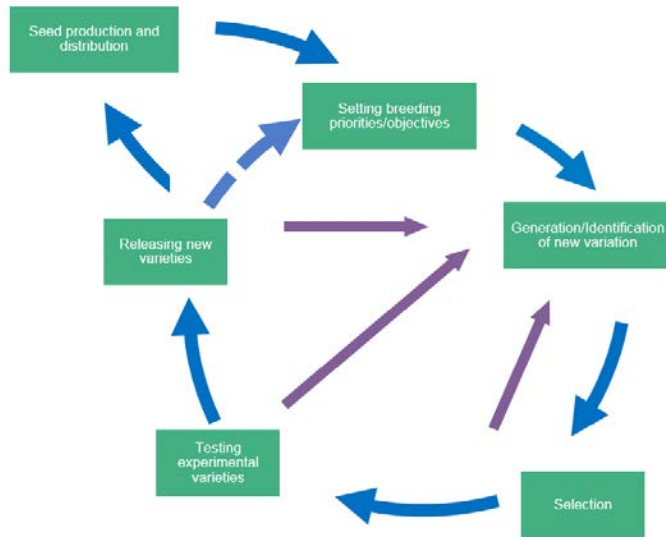 Seed production and
distribution
Setting breeding
priorities/objectives
Generation/Identification
of new variation
Releasing new
varieties
Testing
experimental
varieties
Selection